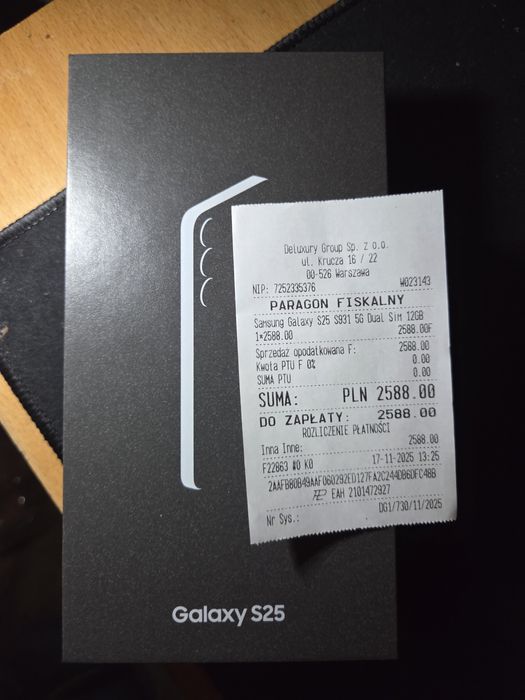 Deluxury Group Sp. z o.o.
ul. Krucza 16 / 22
00-526 Warszawa
NIP: 7252335376 W023143
PARAGON FISKALNY
Samsung Galaxy S25 S931 5G Dual Sim 12GB
1*2588.00 2588.00F
Sprzedaż opodatkowana F: 2588.00
Kwota PTU F 0% 0.00
SUMA PTU 0.00
SUMA: PLN 2588.00
DO ZAPŁATY: 2588.00
ROZLICZENIE PŁATNOŚCI
Inna Inne: 2588.00
F22863 #0 KO 17-11-2025 13:25
2AAFB80B49AAF060292ED127FA2C244DB6DFC48B
EAH 2101472927
Nr Sys.: DG1/730/11/2025
Galaxy S25